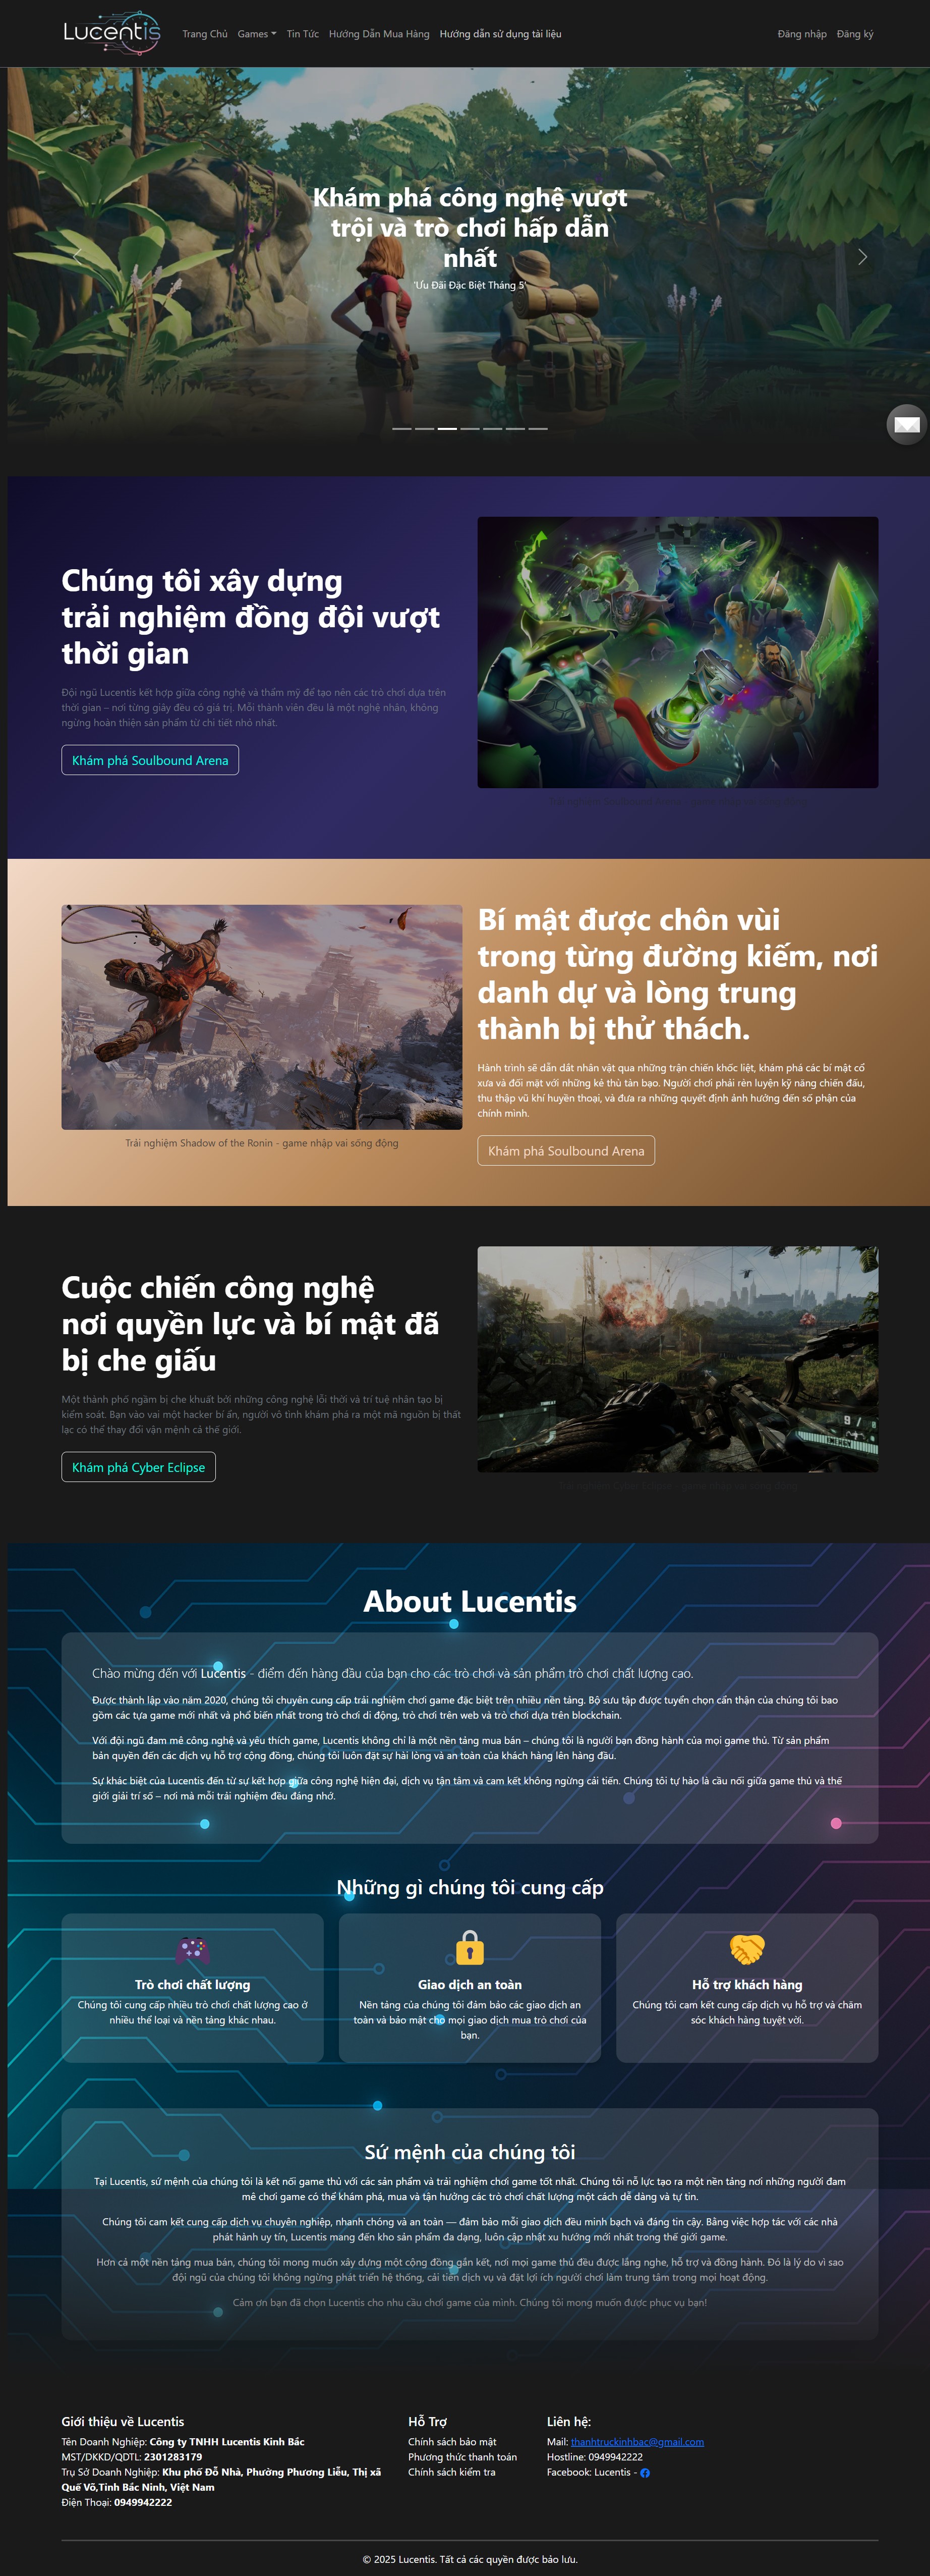 Lucentis
Trang Chủ
Games
Tin Tức
Hướng Dẫn Mua Hàng
Hướng dẫn sử dụng tài liệu
Đăng nhập
Đăng ký
Khám phá công nghệ vượt
trội và trò chơi hấp dẫn
nhất
'Ưu Đãi Đặc Biệt Tháng 5'
Chúng tôi xây dựng
trải nghiệm đồng đội vượt
thời gian
Đội ngũ Lucentis kết hợp giữa công nghệ và thẩm mỹ để tạo nên các trò chơi dựa trên
thời gian – nơi từng giây đều có giá trị. Mỗi thành viên đều là một nghệ nhân, không
ngừng hoàn thiện sản phẩm từ chi tiết nhỏ nhất.
Khám phá Soulbound Arena
Bí mật được chôn vùi
trong từng đường kiếm, nơi
danh dự và lòng trung
thành bị thử thách.
Hành trình sẽ dẫn dắt nhân vật qua những trận chiến khốc liệt, khám phá các bí mật cổ
xưa và đối mặt với những kẻ thù tàn bạo. Người chơi phải rèn luyện kỹ năng chiến đấu,
thu thập vũ khí huyền thoại, và đưa ra những quyết định ảnh hưởng đến số phận của
chính mình.
Khám phá Soulbound Arena
Trải nghiệm Shadow of the Ronin - game nhập vai sống động
Cuộc chiến công nghệ
nơi quyền lực và bí mật đã
bị che giấu
Một thành phố ngầm bị che khuất bởi những công nghệ lỗi thời và trí tuệ nhân tạo bị
kiểm soát. Bạn vào vai một hacker bí ẩn, người vô tình khám phá ra một mã nguồn bị thất
lạc có thể thay đổi vận mệnh cả thế giới.
Khám phá Cyber Eclipse
About Lucentis
Chào mừng đến với Lucentis - điểm đến hàng đầu của bạn cho các trò chơi và sản phẩm trò chơi chất lượng cao.
Được thành lập vào năm 2020, chúng tôi chuyên cung cấp trải nghiệm chơi game đặc biệt trên nhiều nền tảng. Bộ sưu tập được tuyển chọn cẩn thận của chúng tôi bao
gồm các tựa game mới nhất và phổ biến nhất trong trò chơi di động, trò chơi trên web và trò chơi dựa trên blockchain.
Với đội ngũ đam mê công nghệ và yêu thích game, Lucentis không chỉ là một nền tảng mua bán – chúng tôi là người bạn đồng hành của mọi game thủ. Từ sản phẩm
bản quyền đến các dịch vụ hỗ trợ cộng đồng, chúng tôi luôn đặt sự hài lòng và an toàn của khách hàng lên hàng đầu.
Sự khác biệt của Lucentis đến từ sự kết hợp giữa công nghệ hiện đại, dịch vụ tận tâm và cam kết không ngừng cải tiến. Chúng tôi tự hào là cầu nối giữa game thủ và thế
giới giải trí số – nơi mà mỗi trải nghiệm đều đáng nhớ.
Những gì chúng tôi cung cấp
Trò chơi chất lượng
Chúng tôi cung cấp nhiều trò chơi chất lượng cao ở
nhiều thể loại và nền tảng khác nhau.
Giao dịch an toàn
Nền tảng của chúng tôi đảm bảo các giao dịch an
toàn và bảo mật cho mọi giao dịch mua trò chơi của
bạn.
Hỗ trợ khách hàng
Chúng tôi cam kết cung cấp dịch vụ hỗ trợ và chăm
sóc khách hàng tuyệt vời.
Sứ mệnh của chúng tôi
Tại Lucentis, sứ mệnh của chúng tôi là kết nối game thủ với các sản phẩm và trải nghiệm chơi game tốt nhất. Chúng tôi nỗ lực tạo ra một nền tảng nơi những người đam
mê chơi game có thể khám phá, mua và tận hưởng các trò chơi chất lượng một cách dễ dàng và tự tin.
Chúng tôi cam kết cung cấp dịch vụ chuyên nghiệp, nhanh chóng và an toàn — đảm bảo mỗi giao dịch đều minh bạch và đáng tin cậy. Bằng việc hợp tác với các nhà
phát hành uy tín, Lucentis mang đến kho sản phẩm đa dạng, luôn cập nhật xu hướng mới nhất trong thế giới game.
Hơn cả một nền tảng mua bán, chúng tôi mong muốn xây dựng một cộng đồng gắn kết, nơi mọi game thủ đều được lắng nghe, hỗ trợ và đồng hành. Đó là lý do vì sao
đội ngũ của chúng tôi không ngừng phát triển hệ thống, cải tiến dịch vụ và đặt lợi ích người chơi làm trung tâm trong mọi hoạt động.
Cảm ơn bạn đã chọn Lucentis cho nhu cầu chơi game của mình. Chúng tôi mong muốn được phục vụ bạn!
Giới thiệu về Lucentis
Tên Doanh Nghiệp: Công ty TNHH Lucentis Kinh Bắc
MST/DKKD/QDTL: 2301283179
Trụ Sở Doanh Nghiệp: Khu phố Đỗ Nhà, Phường Phương Liễu, Thị xã
Quế Võ,Tỉnh Bắc Ninh, Việt Nam
Điện Thoại: 0949942222
Hỗ Trợ
Chính sách bảo mật
Phương thức thanh toán
Chính sách kiểm tra
Liên hệ:
Mail: thanhtruckinhbac@gmail.com
Hostline: 0949942222
Facebook: Lucentis -
© 2025 Lucentis. Tất cả các quyền được bảo lưu.